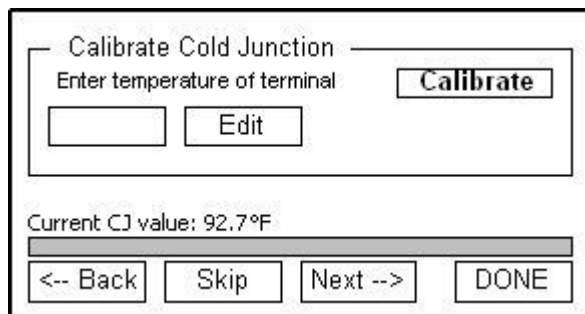 Calibrate Cold Junction
Enter temperature of terminal
Calibrate
Edit
Current CJ value: 92.7°F
<-- Back Skip Next --> DONE